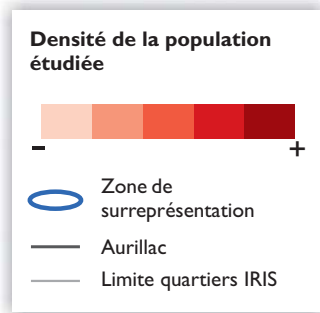 Densité de la population
étudiée
- +
Zone de
surreprésentation
Aurillac
Limite quartiers IRIS